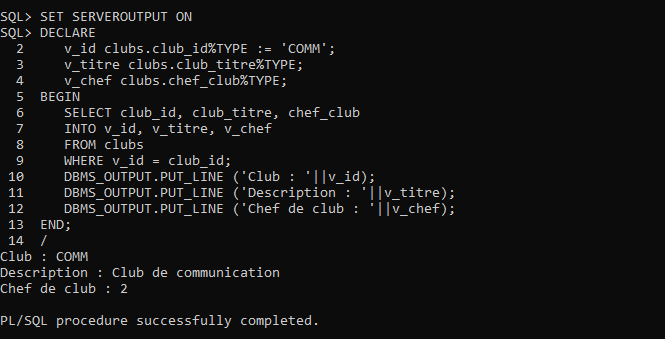 SQL> SET SERVEROUTPUT ON
SQL> DECLARE
  2     v_id clubs.club_id%TYPE := 'COMM';
  3     v_titre clubs.club_titre%TYPE;
  4     v_chef clubs.chef_club%TYPE;
  5  BEGIN
  6     SELECT club_id, club_titre, chef_club
  7     INTO v_id, v_titre, v_chef
  8     FROM clubs
  9     WHERE v_id = club_id;
 10     DBMS_OUTPUT.PUT_LINE ('Club : '||v_id);
 11     DBMS_OUTPUT.PUT_LINE ('Description : '||v_titre);
 12     DBMS_OUTPUT.PUT_LINE ('Chef de club : '||v_chef);
 13  END;
 14  /
Club : COMM
Description : Club de communication
Chef de club : 2
PL/SQL procedure successfully completed.